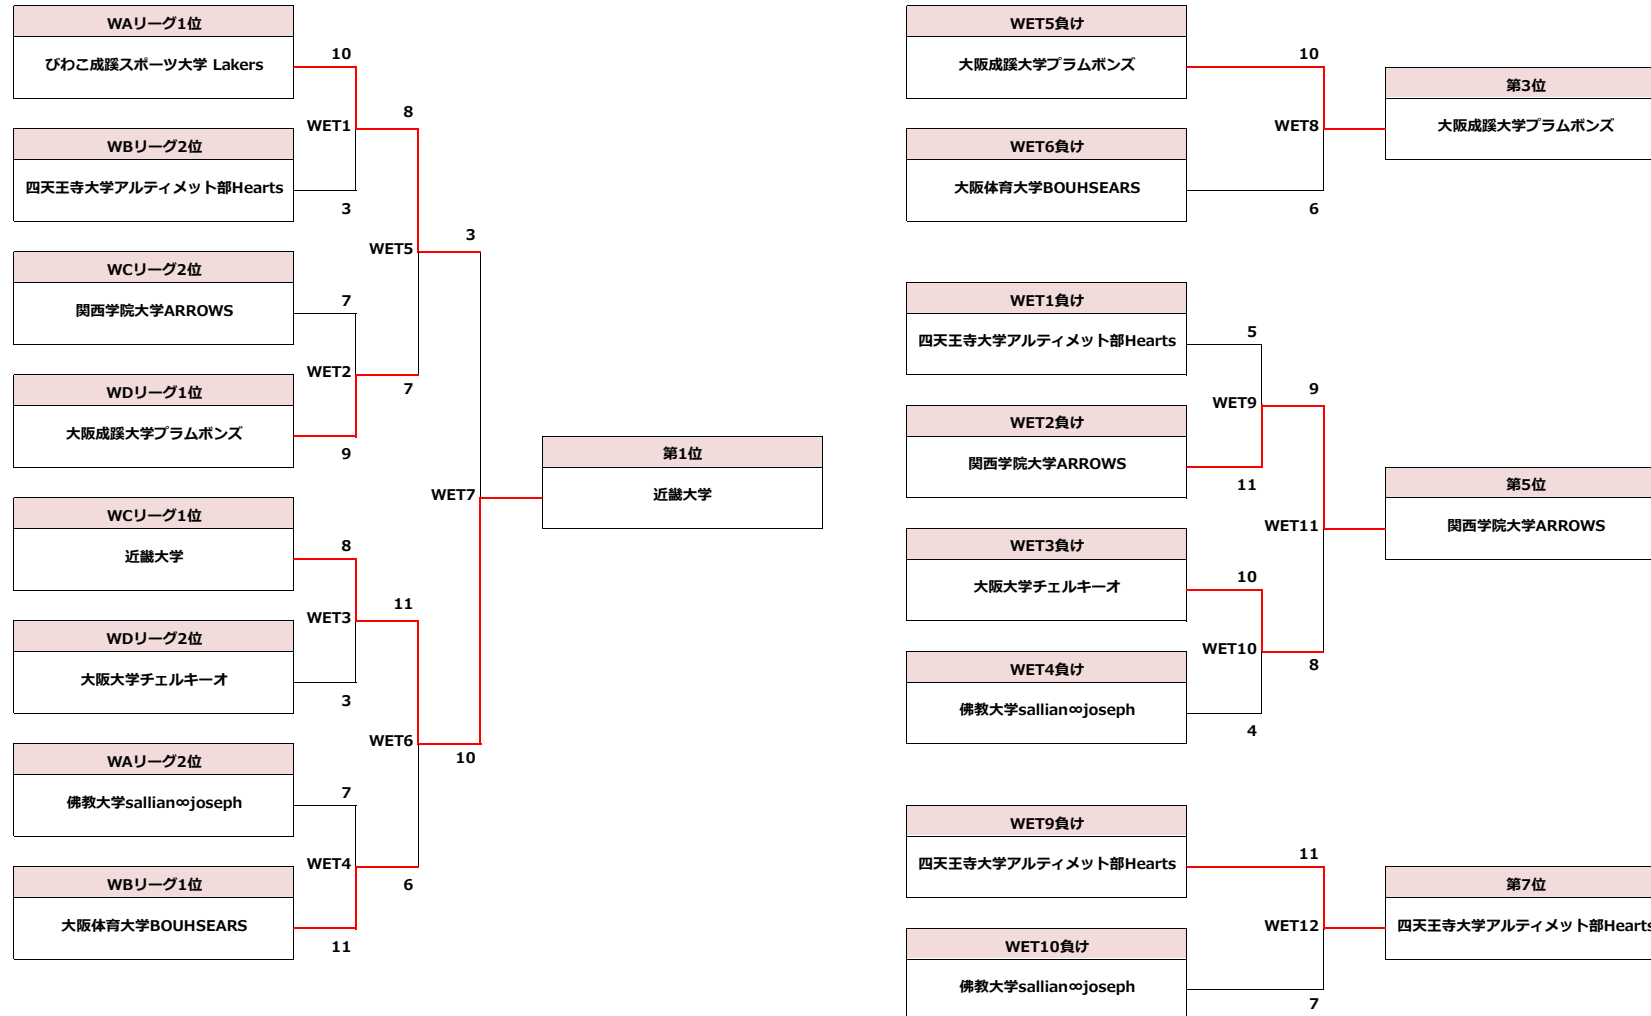 WAリーグ1位
びわこ成蹊スポーツ大学 Lakers
10
WET1
WBリーグ2位
四天王寺大学アルティメット部Hearts
3
8
WET5
3
WCリーグ2位
関西学院大学ARROWS
7
WET2
7
WDリーグ1位
大阪成蹊大学プラムボンズ
9
WET7
第1位
近畿大学
WCリーグ1位
近畿大学
8
WET3
11
WDリーグ2位
大阪大学チェルキーオ
3
WET6
10
WAリーグ2位
佛教大学sallian∞joseph
7
WET4
6
WBリーグ1位
大阪体育大学BOUHSEARS
11
WET5負け
大阪成蹊大学プラムボンズ
10
WET8
第3位
大阪成蹊大学プラムボンズ
WET6負け
大阪体育大学BOUHSEARS
6
WET1負け
四天王寺大学アルティメット部Hearts
5
WET9
9
WET2負け
関西学院大学ARROWS
11
WET11
第5位
関西学院大学ARROWS
WET3負け
大阪大学チェルキーオ
10
WET10
8
WET4負け
佛教大学sallian∞joseph
4
WET9負け
四天王寺大学アルティメット部Hearts
11
WET12
第7位
四天王寺大学アルティメット部Hearts
WET10負け
佛教大学sallian∞joseph
7